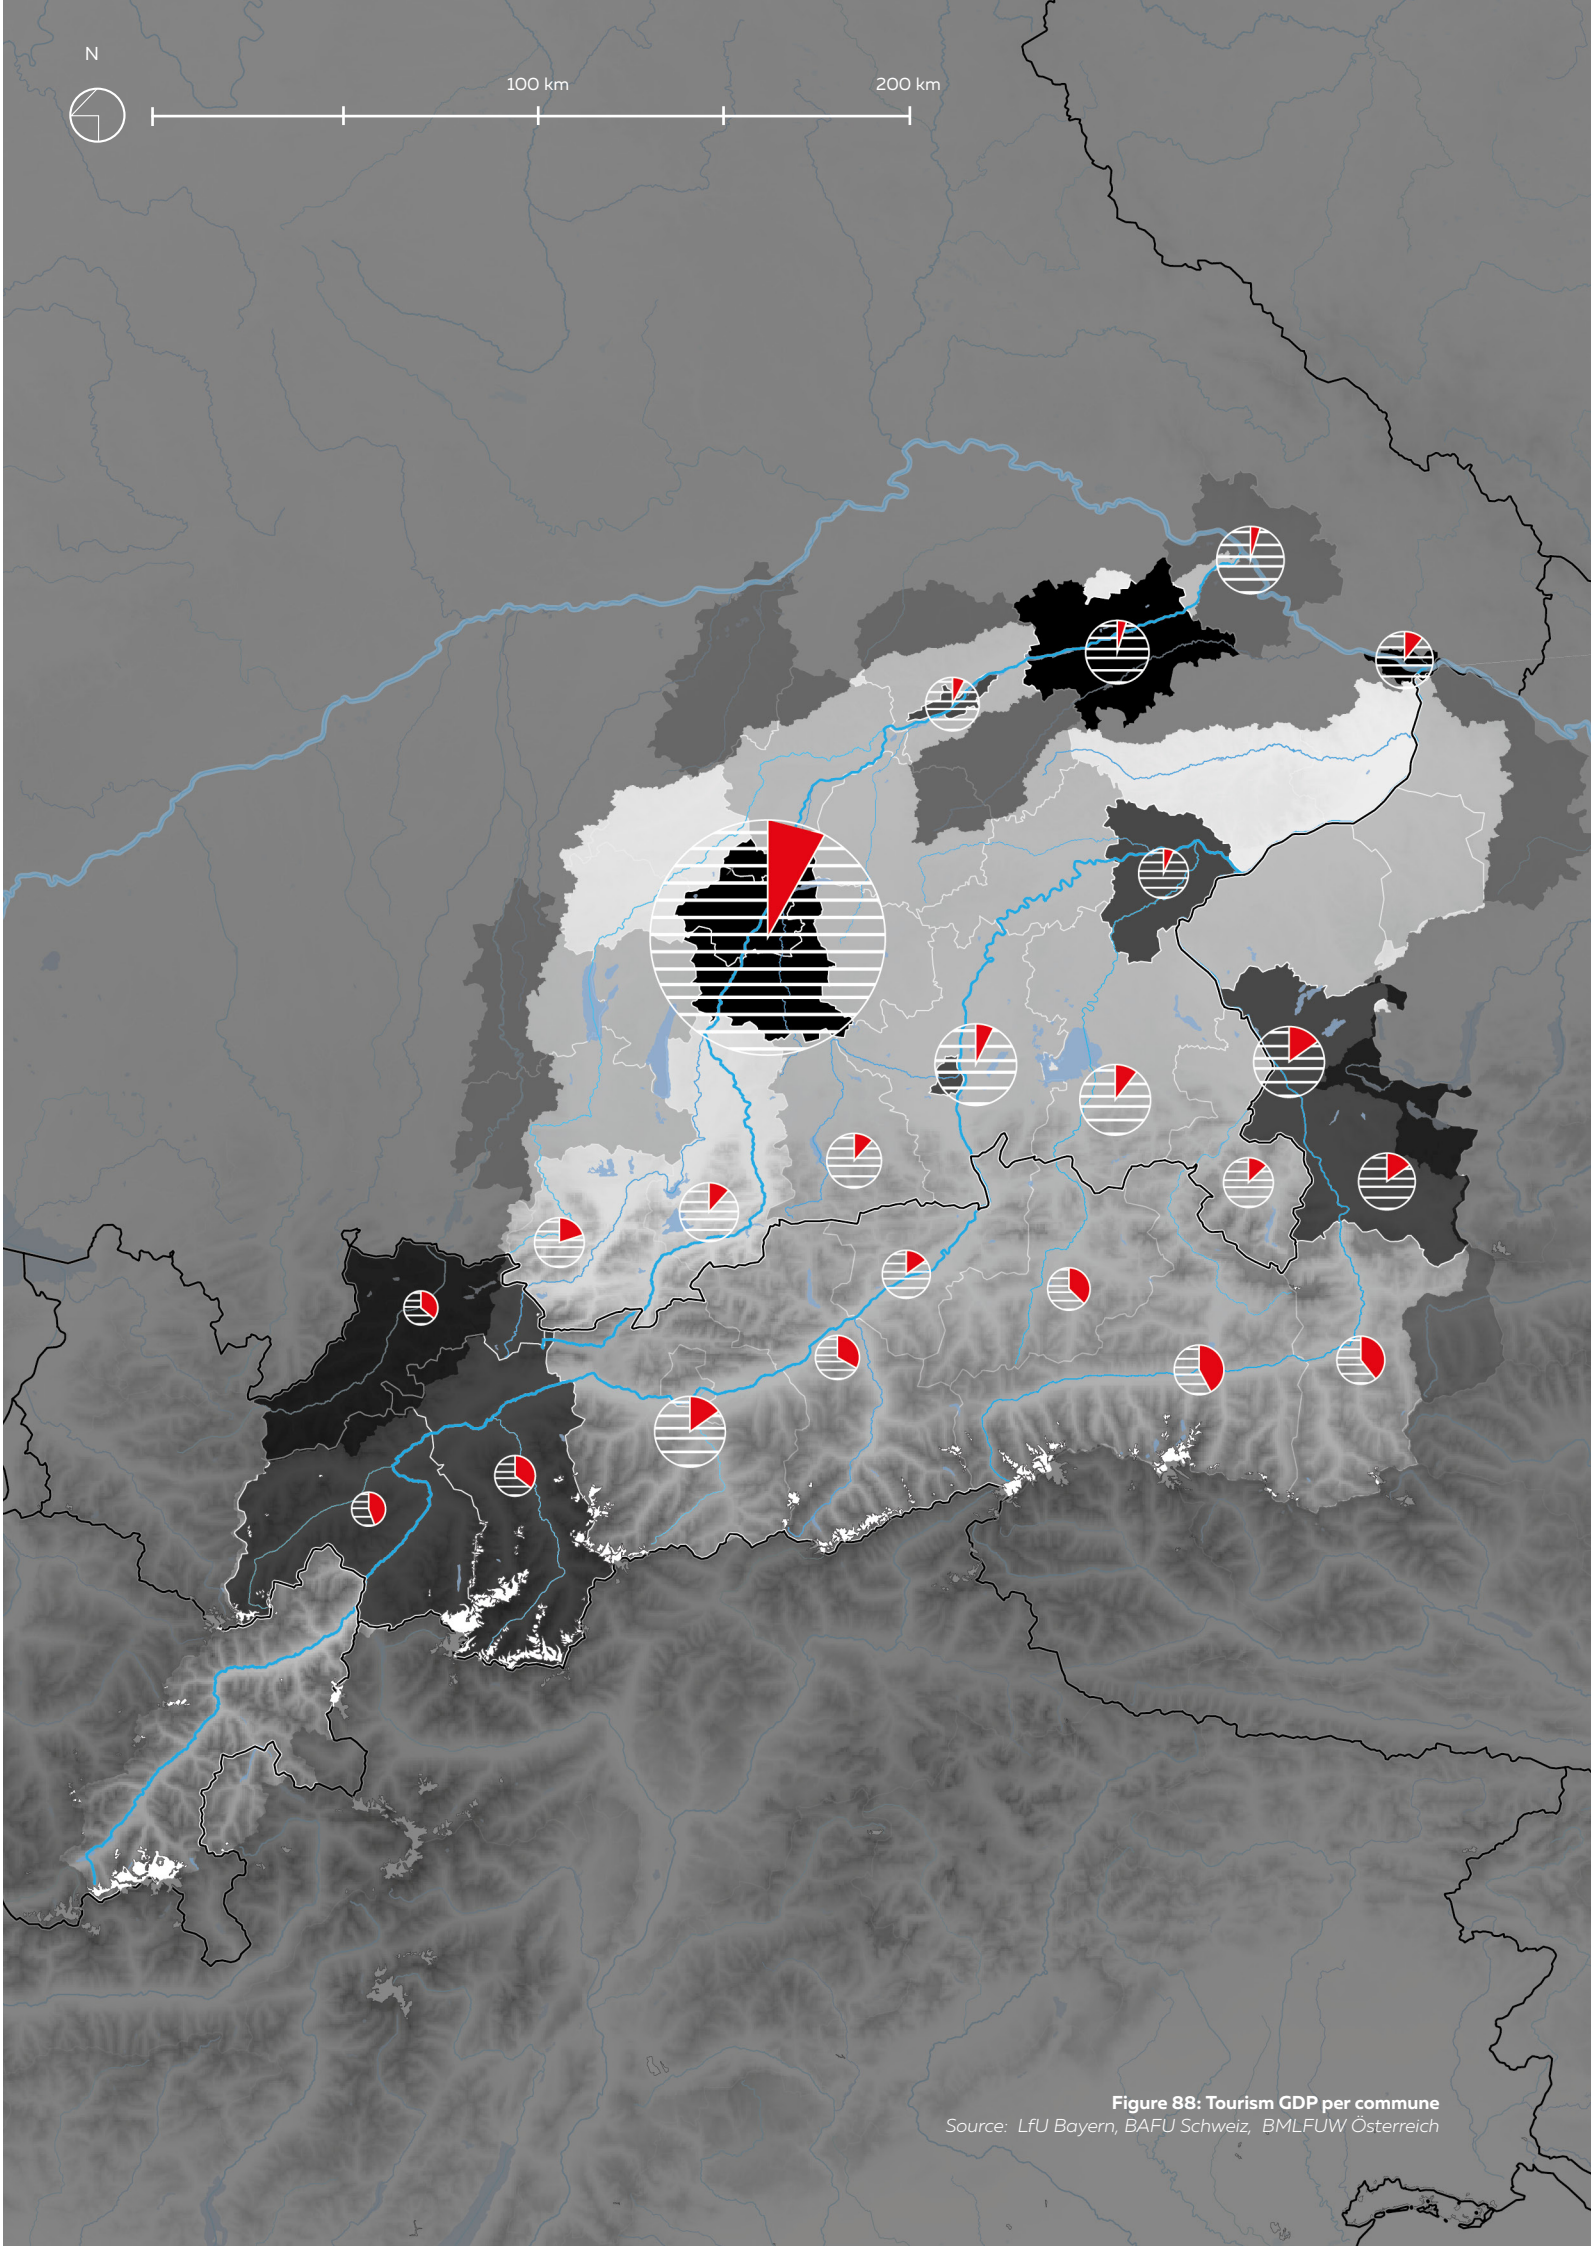 N
100 km
200 km
Figure 88: Tourism GDP per commune
Source: LfU Bayern, BAFU Schweiz, BMLFUW Österreich